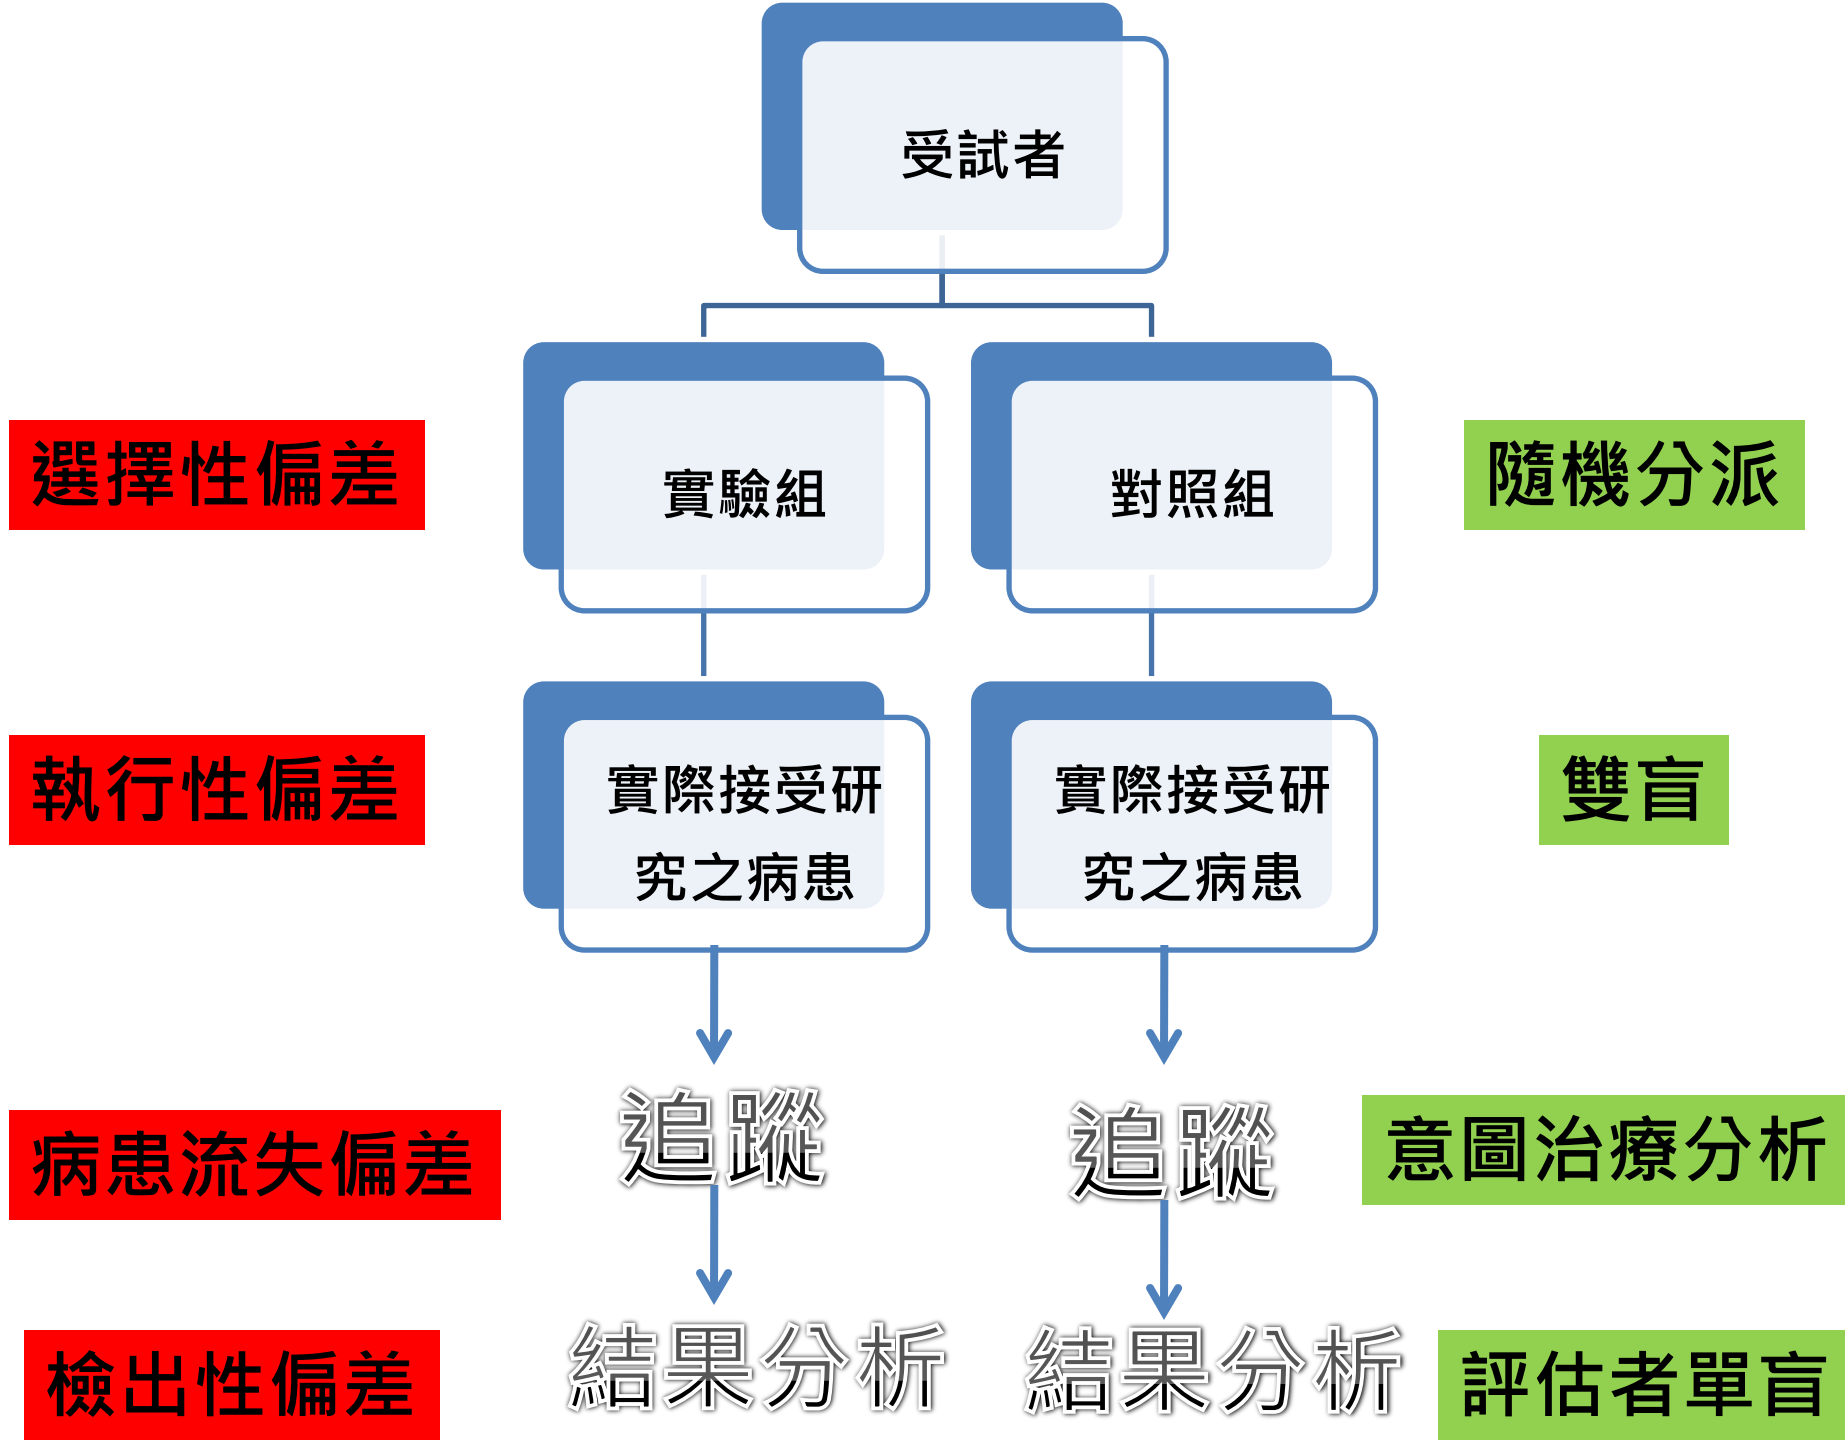 受試者
選擇性偏差
實驗組
對照組
隨機分派
執行性偏差
實際接受研
究之病患
實際接受研
究之病患
雙盲
病患流失偏差
追蹤
追蹤
意圖治療分析
檢出性偏差
結果分析
結果分析
評估者單盲